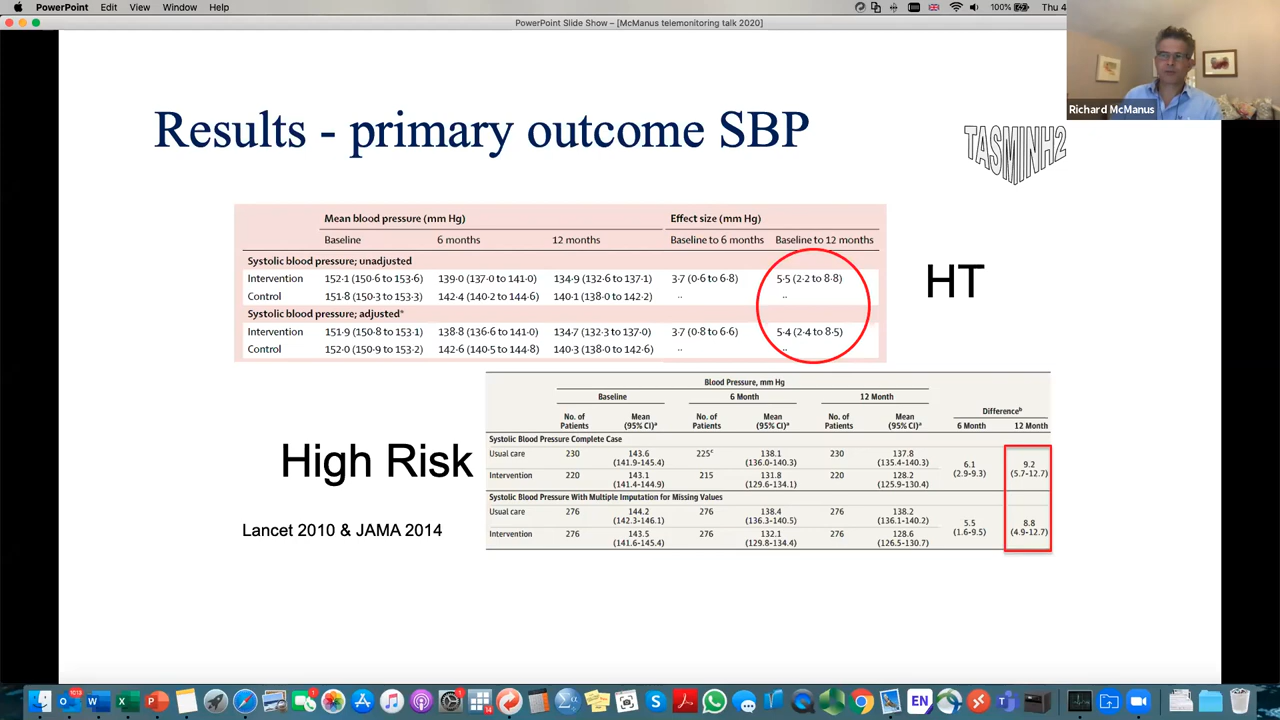 PowerPoint File Edit View Window Help 100% Thu 4
PowerPoint Slide Show – [McManus telemonitoring talk 2020]
Richard McManus
Results - primary outcome SBP
TASMINH2
Mean blood pressure (mm Hg) Effect size (mm Hg)
Baseline 6 months 12 months Baseline to 6 months Baseline to 12 months
Systolic blood pressure; unadjusted
Intervention 152·1 (150·6 to 153·6) 139·0 (137·0 to 141·0) 134·9 (132·6 to 137·1) 3·7 (0·6 to 6·8) 5·5 (2·2 to 8·8)
Control 151·8 (150·3 to 153·3) 142·4 (140·2 to 144·6) 140·1 (138·0 to 142·2) ·· ··
Systolic blood pressure; adjusted*
Intervention 151·9 (150·8 to 153·1) 138·8 (136·6 to 141·0) 134·7 (132·3 to 137·0) 3·7 (0·8 to 6·6) 5·4 (2·4 to 8·5)
Control 152·0 (150·9 to 153·2) 142·6 (140·5 to 144·8) 140·3 (138·0 to 142·6) ·· ··
HT
High Risk
Lancet 2010 & JAMA 2014
Blood Pressure, mm Hg
Baseline 6 Month 12 Month
Differenceb
No. of Mean No. of Mean No. of Mean
Patients (95% CI)a Patients (95% CI)a Patients (95% CI)a 6 Month 12 Month
Systolic Blood Pressure Complete Case
Usual care 230 143.6 225c 138.1 230 137.8
(141.9-145.4) (136.0-140.3) (135.4-140.3)
6.1 9.2
(2.9-9.3) (5.7-12.7)
Intervention 220 143.1 215 131.8 220 128.2
(141.4-144.9) (129.6-134.1) (125.9-130.4)
Systolic Blood Pressure With Multiple Imputation for Missing Values
Usual care 276 144.2 276 138.4 276 138.2
(142.3-146.1) (136.3-140.5) (136.1-140.2)
5.5 8.8
(1.6-9.5) (4.9-12.7)
Intervention 276 143.5 276 132.1 276 128.6
(141.6-145.4) (129.8-134.4) (126.5-130.7)
EN